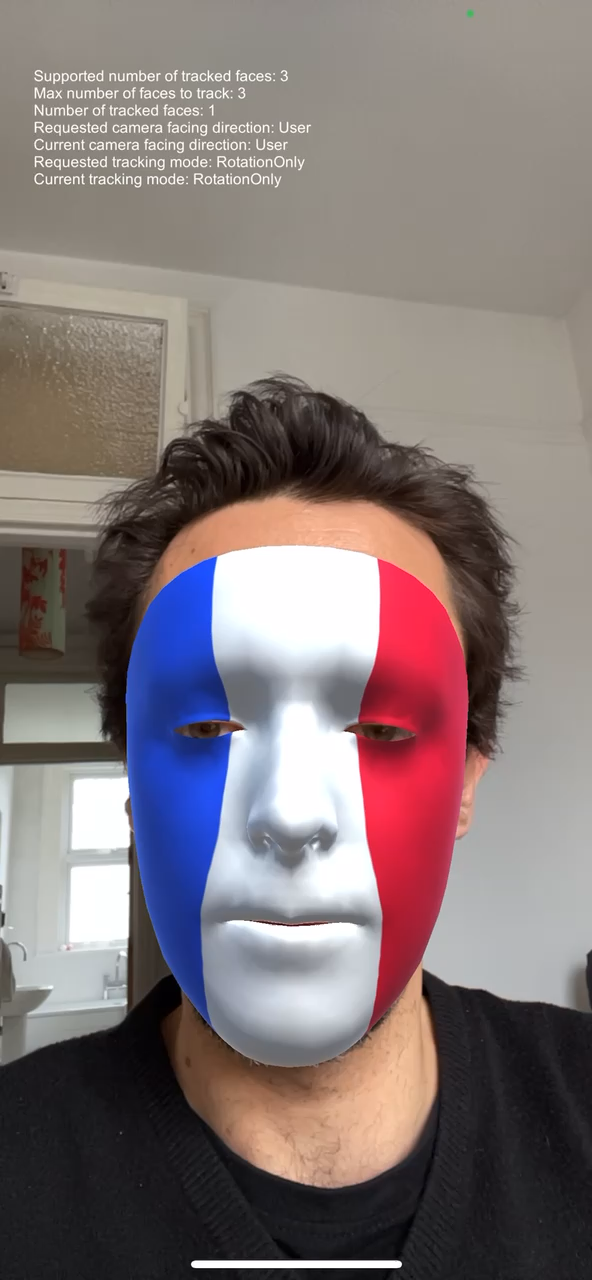 Supported number of tracked faces: 3
Max number of faces to track: 3
Number of tracked faces: 1
Requested camera facing direction: User
Current camera facing direction: User
Requested tracking mode: RotationOnly
Current tracking mode: RotationOnly